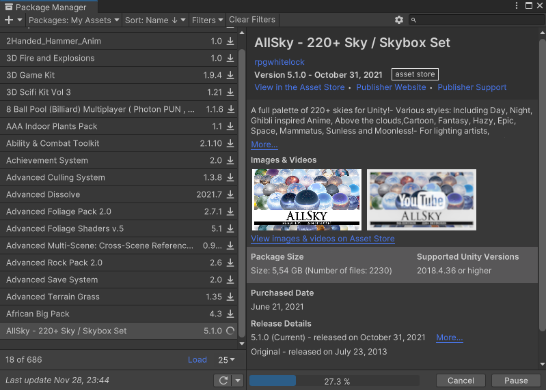 Package Manager
+ Packages: My Assets Sort: Name ↓ Filters Clear Filters
2Handed_Hammer_Anim 1.0
3D Fire and Explosions 1.0
3D Game Kit 1.9.4
3D Scifi Kit Vol 3 1.21
8 Ball Pool (Billiard) Multiplayer ( Photon PUN , ... 1.1.6
AAA Indoor Plants Pack 1.1
Ability & Combat Toolkit 2.1.10
Achievement System 2.0
Advanced Culling System 1.3.8
Advanced Dissolve 2021.7
Advanced Foliage Pack 2.0 2.7.1
Advanced Foliage Shaders v.5 5.1
Advanced Multi-Scene: Cross-Scene Referenc... 0.9...
Advanced Rock Pack 2.0 2.6
Advanced Save System 2.0
Advanced Terrain Grass 1.35
African Big Pack 4.3
AllSky - 220+ Sky / Skybox Set 5.1.0
18 of 686 Load 25
Last update Nov 28, 23:44
AllSky - 220+ Sky / Skybox Set
rpgwhitelock
Version 5.1.0 - October 31, 2021 asset store
View in the Asset Store • Publisher Website • Publisher Support
A full palette of 220+ skies for Unity!- Various styles: Including Day, Night,
Ghibli inspired Anime, Above the clouds,Cartoon, Fantasy, Hazy, Epic,
Space, Mammatus, Sunless and Moonless!- For lighting artists,
More...
Images & Videos
ALLSKY
YouTube
ALLSKY
View images & videos on Asset Store
Package Size Supported Unity Versions
Size: 5,54 GB (Number of files: 2230) 2018.4.36 or higher
Purchased Date
June 21, 2021
Release Details
5.1.0 (Current) - released on October 31, 2021 More...
Original - released on July 23, 2013
27.3 % Cancel Pause